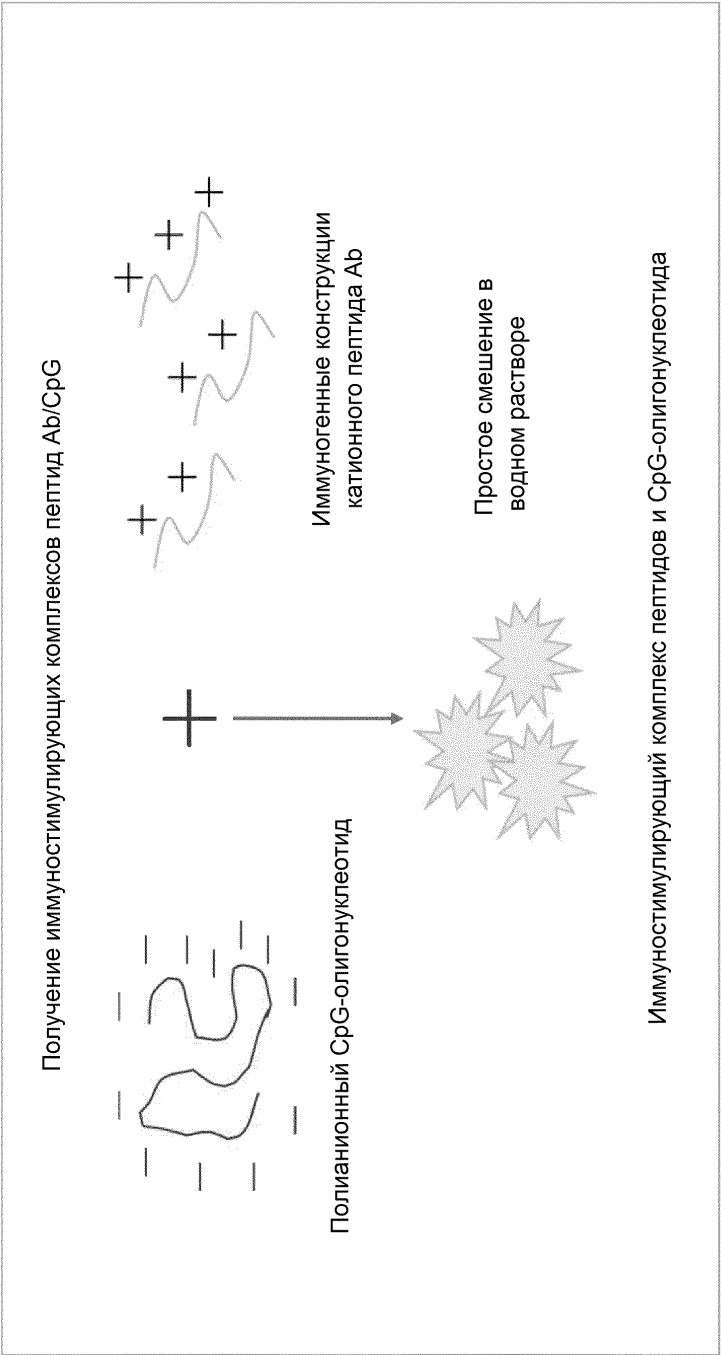 Получение иммуностимулирующих комплексов пептид Ab/CpG
Полианионный CpG-олигонуклеотид
Иммуногенные конструкции
катионного пептида Ab
Простое смешение в
водном растворе
Иммуностимулирующий комплекс пептидов и CpG-олигонуклеотида